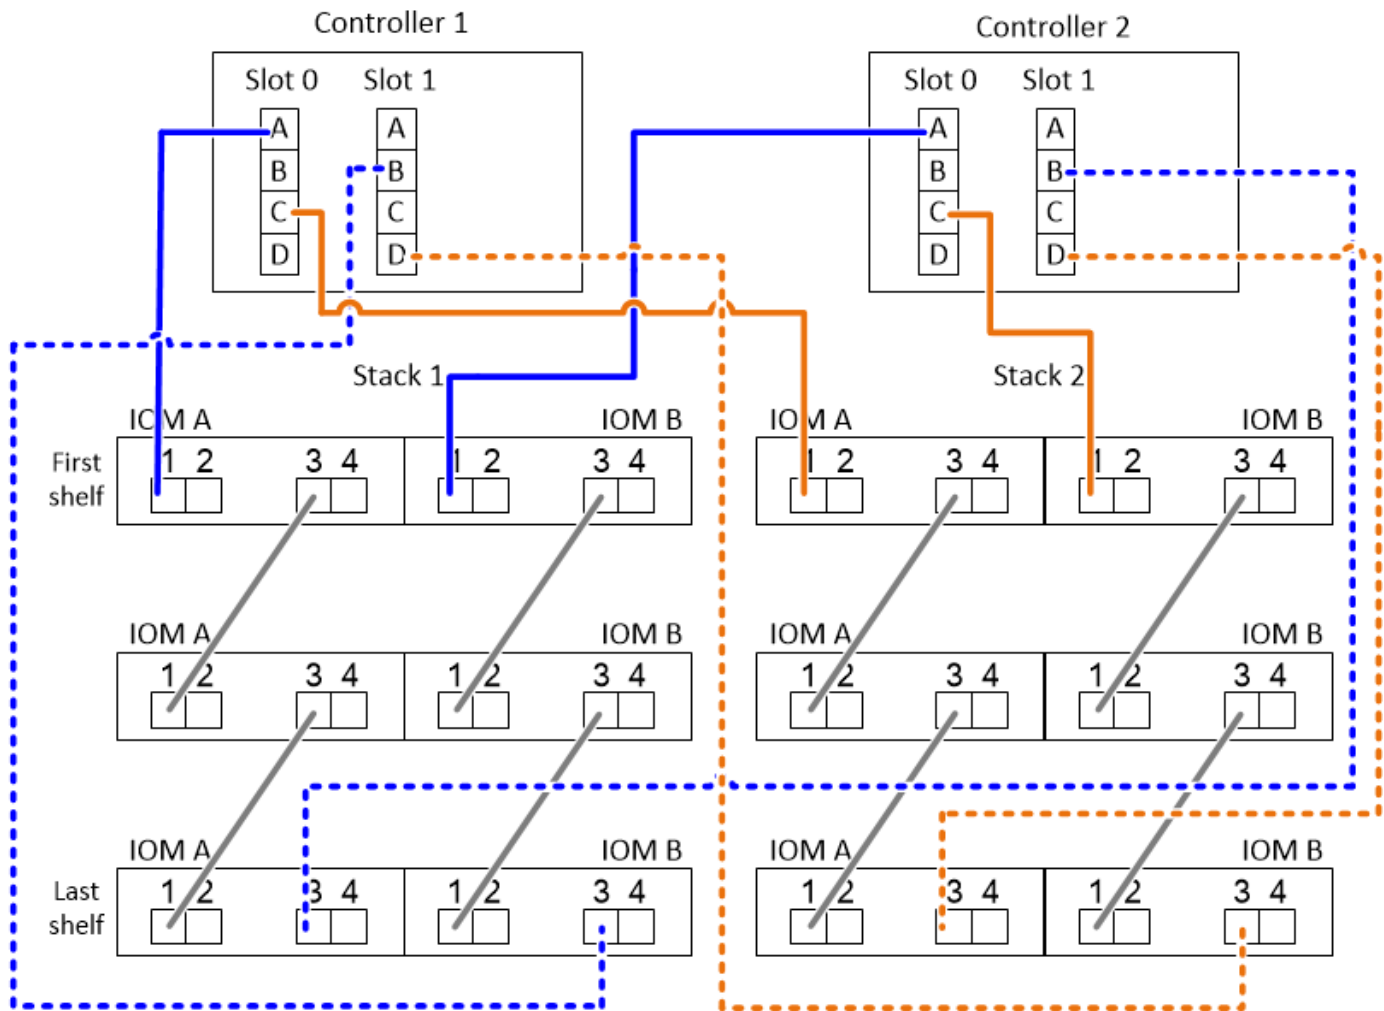 Controller 1
Controller 2
Slot 0 Slot 1
Slot 0 Slot 1
A A
B B
C C
D D
A A
B B
C C
D D
Stack 1
Stack 2
IOM A IOM B
IOM A IOM B
First
shelf
1 2 3 4 1 2 3 4
1 2 3 4 1 2 3 4
IOM A IOM B
IOM A IOM B
1 2 3 4 1 2 3 4
1 2 3 4 1 2 3 4
IOM A IOM B
IOM A IOM B
Last
shelf
1 2 3 4 1 2 3 4
1 2 3 4 1 2 3 4